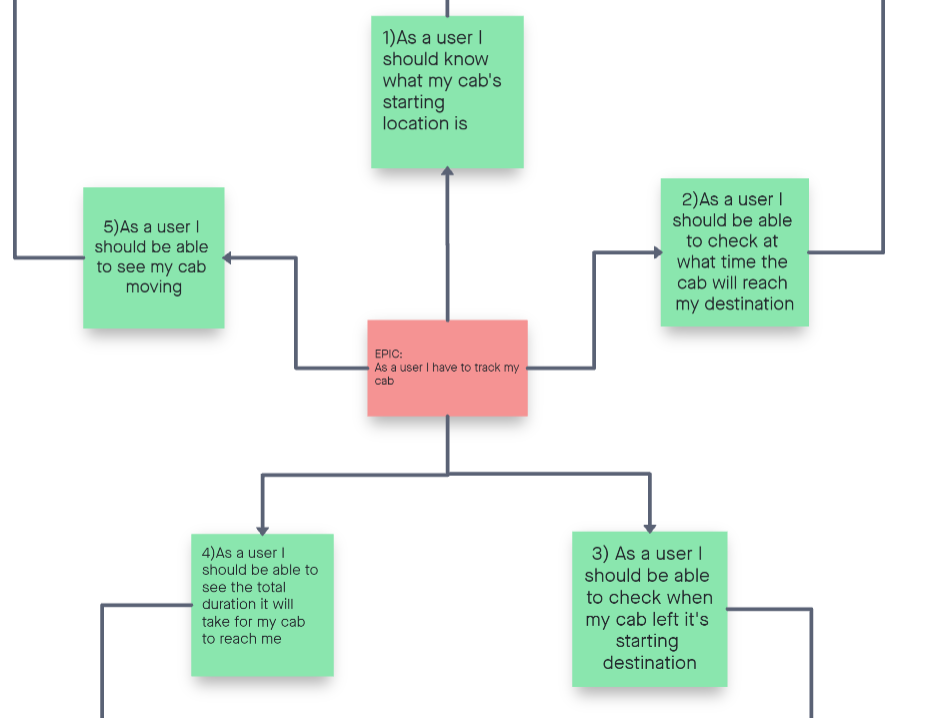 1)As a user I
should know
what my cab's
starting
location is
2)As a user I
should be able
to check at
what time the
cab will reach
my destination
5)As a user I
should be able
to see my cab
moving
EPIC:
As a user I have to track my
cab
4)As a user I
should be able to
see the total
duration it will
take for my cab
to reach me
3) As a user I
should be able
to check when
my cab left it's
starting
destination